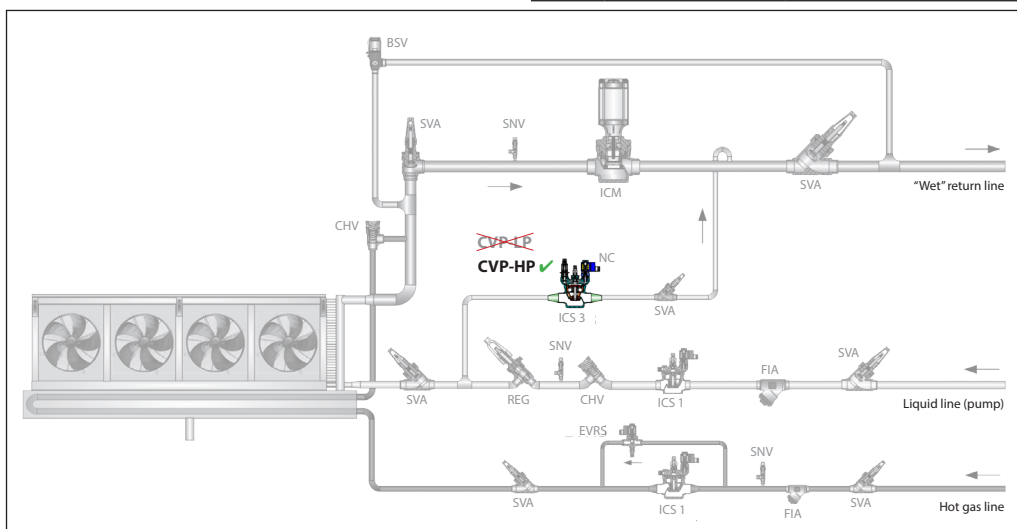 BSV
SVA
SNV
ICM
SVA
"Wet" return line
CHV
CVP-LP
CVP-HP ✔
NC
ICS 3
SVA
SNV
SVA
FIA
SVA
REG
CHV
ICS 1
Liquid line (pump)
EVRS
SNV
SVA
ICS 1
FIA
SVA
Hot gas line